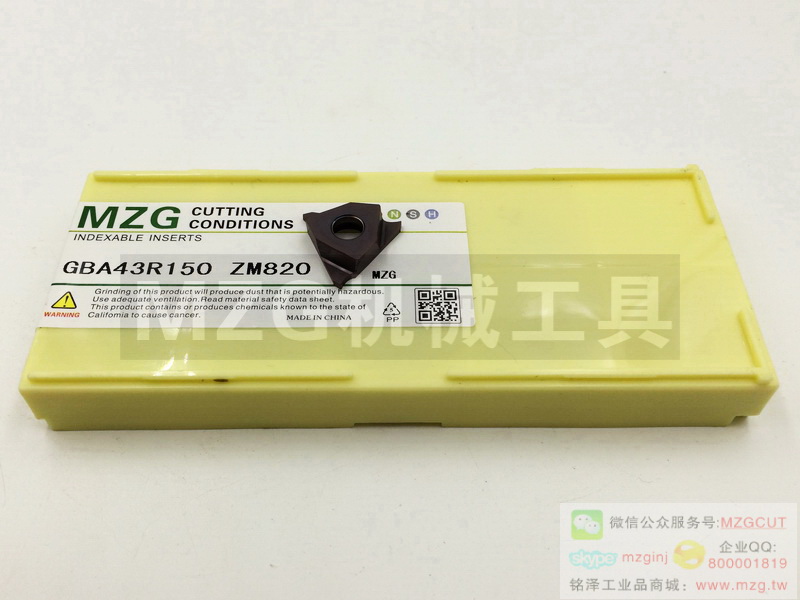 MZG CUTTING CONDITIONS
N S H
INDEXABLE INSERTS
GBA43R150 ZM820
MZG
WARNING
Grinding of this product will produce dust that is potentially hazardous.
Use adequate ventilation.Read material safety data sheet.
This product contains or produces chemicals known to the state of
California to cause cancer.
MADE IN CHINA
PP
MZG机械工具
微信公众服务号:MZGCUT
skype mzginj 企业QQ:
800001819
铭泽工业品商城:www.mzg.tw